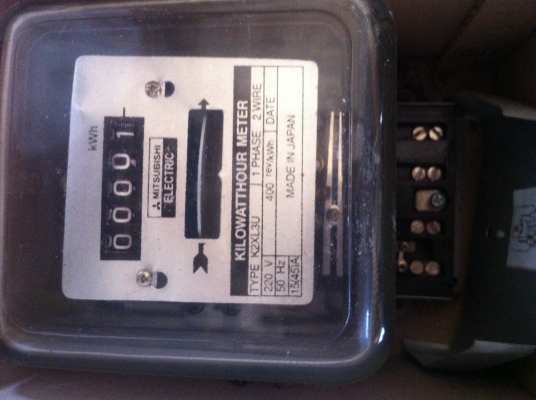 kWh
00001
MITSUBISHI
ELECTRIC
KILOWATTHOUR METER
TYPE K2XL3U 1 PHASE 2 WIRE
220 V 400 rev/kWh DATE
50 Hz
15(45)A MADE IN JAPAN